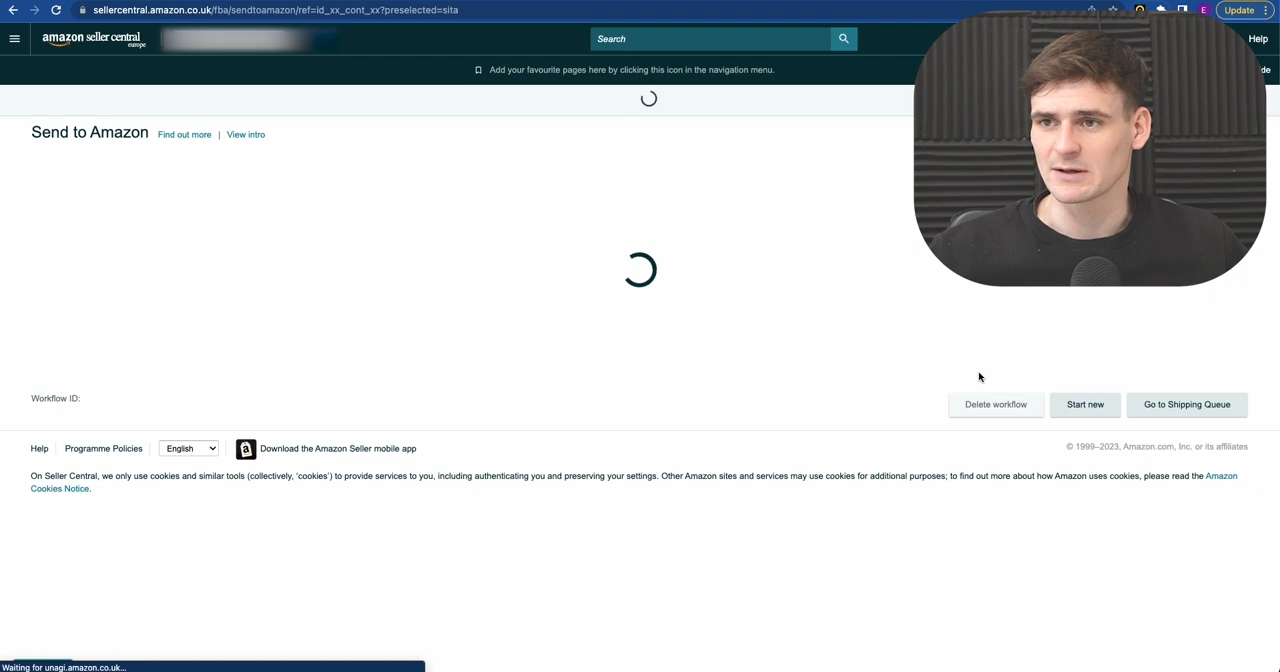 sellercentral.amazon.co.uk/fba/sendtoamazon/ref=id_xx_cont_xx?preselected=sita
E
Update
amazon seller central
europe
Search
Help
Add your favourite pages here by clicking this icon in the navigation menu.
de
Send to Amazon
Find out more | View intro
Workflow ID:
Delete workflow
Start new
Go to Shipping Queue
Help
Programme Policies
English
a
Download the Amazon Seller mobile app
© 1999–2023, Amazon.com, Inc. or its affiliates
On Seller Central, we only use cookies and similar tools (collectively, ‘cookies’) to provide services to you, including authenticating you and preserving your settings. Other Amazon sites and services may use cookies for additional purposes; to find out more about how Amazon uses cookies, please read the Amazon
Cookies Notice.
Waiting for unagi.amazon.co.uk...